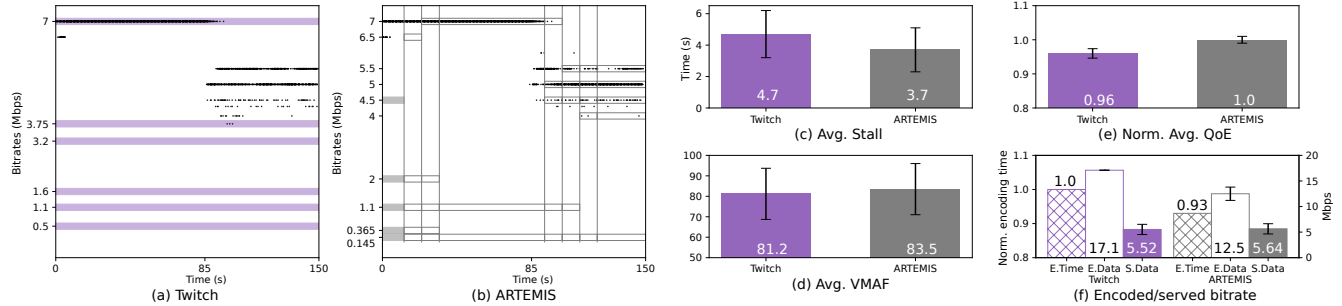 7
3.75
3.2
1.6
1.1
0.5
Bitrates (Mbps)
0
85
150
Time (s)
(a) Twitch
7
6.5
5.5
5
4.5
4
2
1.1
0.365
0.145
Bitrates (Mbps)
0
85
150
Time (s)
(b) ARTEMIS
6
4
2
0
Time (s)
4.7
3.7
Twitch
ARTEMIS
(c) Avg. Stall
1.1
1.0
0.9
0.8
0.96
1.0
Twitch
ARTEMIS
(e) Norm. Avg. QoE
100
90
80
70
60
50
81.2
83.5
Twitch
ARTEMIS
(d) Avg. VMAF
1.1
1.0
0.9
0.8
Norm. encoding time
1.0
17.1
5.52
0.93
12.5
5.64
20
15
10
5
0
Mbps
E.Time E.Data S.Data E.Time E.Data S.Data
Twitch
ARTEMIS
(f) Encoded/served bitrate